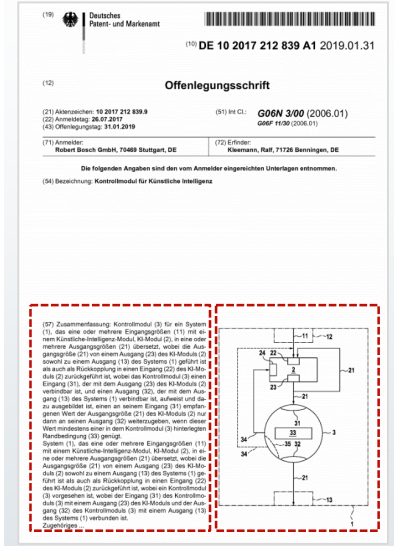 (19)
Deutsches
Patent- und Markenamt
(10) DE 10 2017 212 839 A1 2019.01.31
(12)
Offenlegungsschrift
(21) Aktenzeichen: 10 2017 212 839.9
(22) Anmeldetag: 26.07.2017
(43) Offenlegungstag: 31.01.2019
(51) Int Cl.: G06N 3/00 (2006.01)
G06F 11/30 (2006.01)
(71) Anmelder:
Robert Bosch GmbH, 70469 Stuttgart, DE
(72) Erfinder:
Kleemann, Ralf, 71726 Benningen, DE
Die folgenden Angaben sind den vom Anmelder eingereichten Unterlagen entnommen.
(54) Bezeichnung: Kontrollmodul für Künstliche Intelligenz
(57) Zusammenfassung: Kontrollmodul (3) für ein System
(1), das eine oder mehrere Eingangsgrößen (11) mit ei-
nem Künstliche-Intelligenz-Modul, KI-Modul (2), in eine oder
mehrere Ausgangsgrößen (21) übersetzt, wobei die Aus-
gangsgröße (21) von einem Ausgang (23) des KI-Moduls (2)
sowohl zu einem Ausgang (13) des Systems (1) geführt ist
als auch als Rückkopplung in einen Eingang (22) des KI-Mo-
duls (2) zurückgeführt ist, wobei das Kontrollmodul (3) einen
Eingang (31), der mit dem Ausgang (23) des KI-Moduls (2)
verbindbar ist, und einen Ausgang (32), der mit dem Aus-
gang (13) des Systems (1) verbindbar ist, aufweist und da-
zu ausgebildet ist, einen an seinem Eingang (31) empfan-
genen Wert der Ausgangsgröße (21) des KI-Moduls (2) nur
dann an seinen Ausgang (32) weiterzugeben, wenn dieser
Wert mindestens einer in dem Kontrollmodul (3) hinterlegten
Randbedingung (33) genügt.
System (1), das eine oder mehrere Eingangsgrößen (11)
mit einem Künstliche-Intelligenz-Modul, KI-Modul (2), in ei-
ne oder mehrere Ausgangsgrößen (21) übersetzt, wobei die
Ausgangsgröße (21) von einem Ausgang (23) des KI-Mo-
duls (2) sowohl zu einem Ausgang (13) des Systems (1) ge-
führt ist als auch als Rückkopplung in einen Eingang (22)
des KI-Moduls (2) zurückgeführt ist, wobei ein Kontrollmodul
(3) vorgesehen ist, wobei der Eingang (31) des Kontrollmo-
duls (3) mit einem Ausgang (23) des KI-Moduls und der Aus-
gang (32) des Kontrollmoduls (3) mit einem Ausgang (13)
des Systems (1) verbunden ist.
Zugehöriges ...
11
12
24
22
2
23
21
21
31
33
3
34
35
32
34
21
13
1